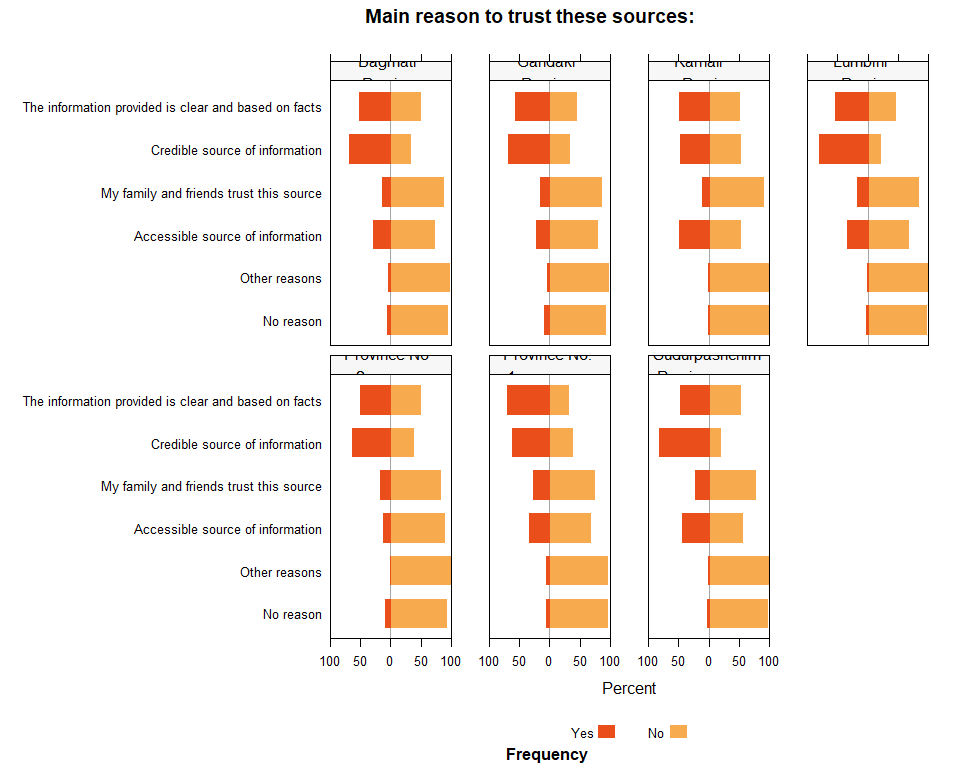 Main reason to trust these sources:
Bagmati Gandaki Karnali Lumbini
The information provided is clear and based on facts
Credible source of information
My family and friends trust this source
Accessible source of information
Other reasons
No reason
Province No Province No. Sudurpashchim
The information provided is clear and based on facts
Credible source of information
My family and friends trust this source
Accessible source of information
Other reasons
No reason
100 50 0 50 100 100 50 0 50 100 100 50 0 50 100
Percent
Yes No
Frequency